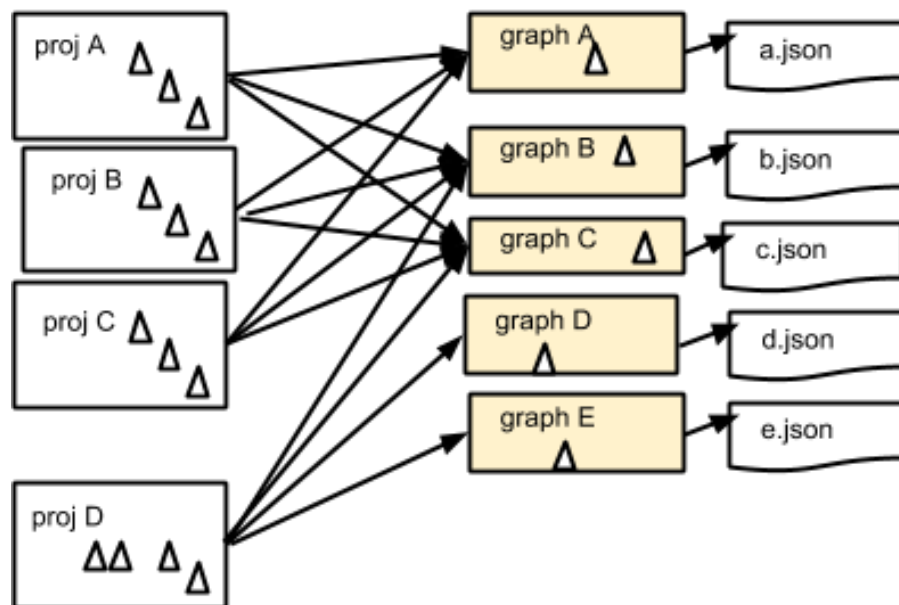 proj A
graph A
a.json
proj B
graph B
b.json
graph C
c.json
proj C
graph D
d.json
graph E
e.json
proj D